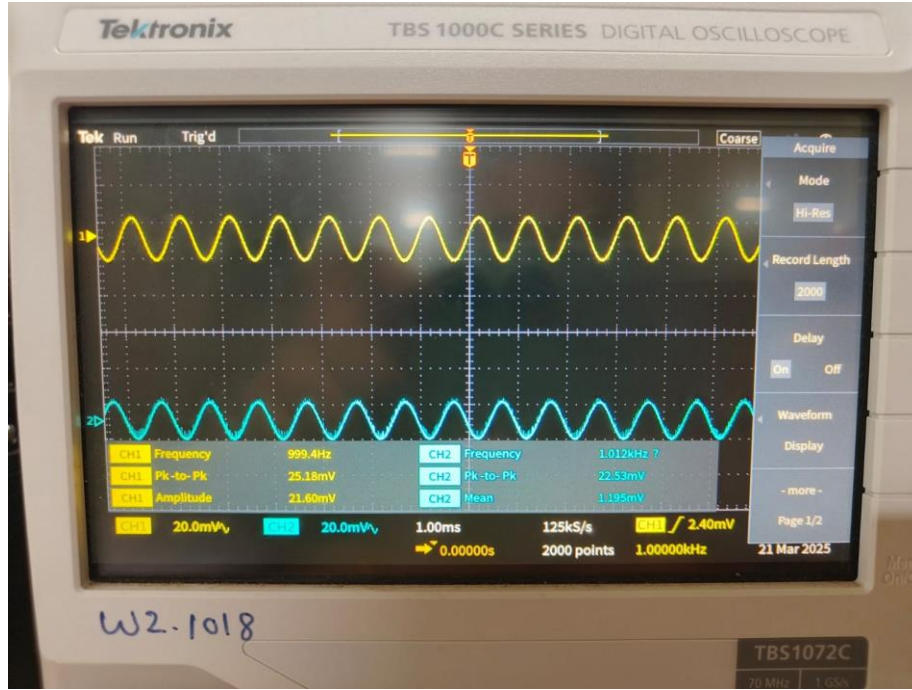 Tektronix TBS 1000C SERIES DIGITAL OSCILLOSCOPE
Tek Run Trig'd Coarse
Acquire
Mode
Hi-Res
Record Length
2000
Delay
On Off
Waveform
Display
- more -
Page 1/2
T
T
1
2
CH1 Frequency 999.4Hz CH2 Frequency 1.012kHz ?
CH1 Pk-to-Pk 25.18mV CH2 Pk-to-Pk 22.53mV
CH1 Amplitude 21.60mV CH2 Mean 1.195mV
CH1 20.0mV CH2 20.0mV 1.00ms 125kS/s CH1 2.40mV
0.00000s 2000 points 1.00000kHz 21 Mar 2025
W2.1018
TBS1072C
70 MHz 1 GS/s